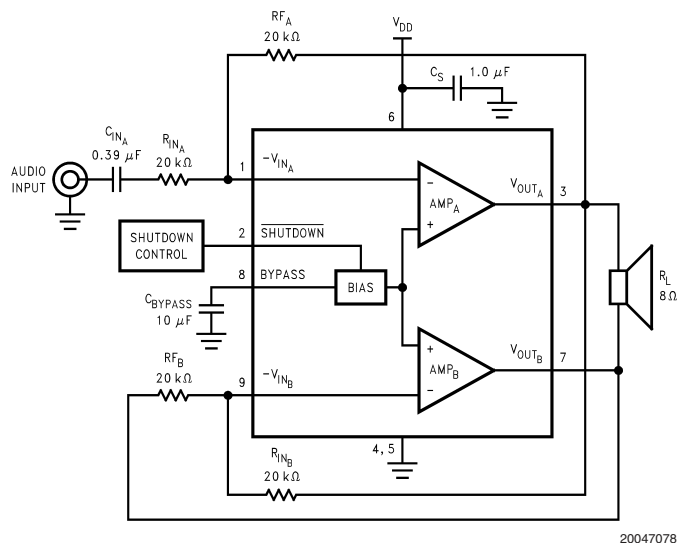 RFA
20 kΩ
VDD
CS
1.0 μF
6
CINA
0.39 μF
RINA
20 kΩ
AUDIO
INPUT
1
-VINA
AMPA
-
+
VOUTA
3
SHUTDOWN
CONTROL
2
SHUTDOWN
8
BYPASS
BIAS
CBYPASS
10 μF
RL
8Ω
RFB
20 kΩ
9
-VINB
+
AMPB
-
VOUTB
7
4, 5
RINB
20 kΩ
20047078